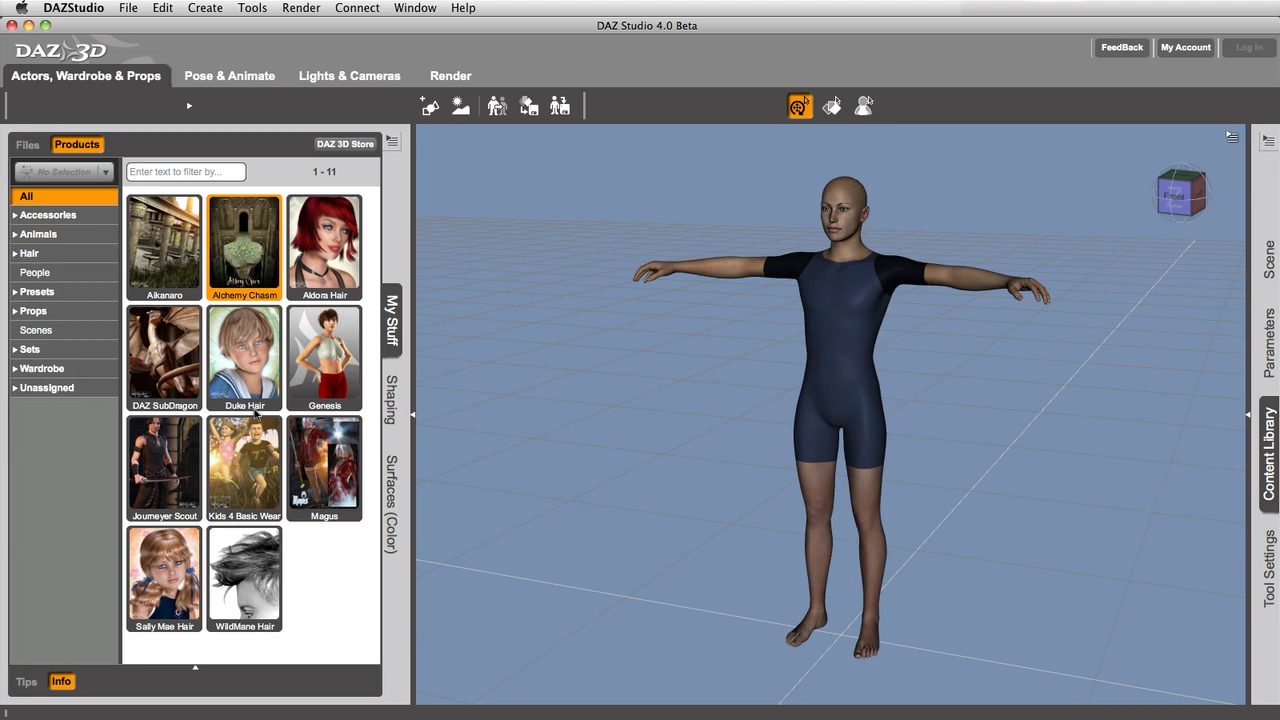 DAZStudio File Edit Create Tools Render Connect Window Help
DAZ Studio 4.0 Beta
DAZ 3D
FeedBack My Account Log In
Actors, Wardrobe & Props Pose & Animate Lights & Cameras Render
Files Products DAZ 3D Store
No Selection
Enter text to filter by...
1 - 11
All
Accessories
Animals
Hair
People
Presets
Props
Scenes
Sets
Wardrobe
Unassigned
Aikanaro Alchemy Chasm Aldora Hair
DAZ SubDragon Duke Hair Genesis
Journeyer Scout Kids 4 Basic Wear Magus
Sally Mae Hair WildMane Hair
Tips Info
My Stuff
Shaping
Surfaces (Color)
Front
Scene
Parameters
Content Library
Tool Settings